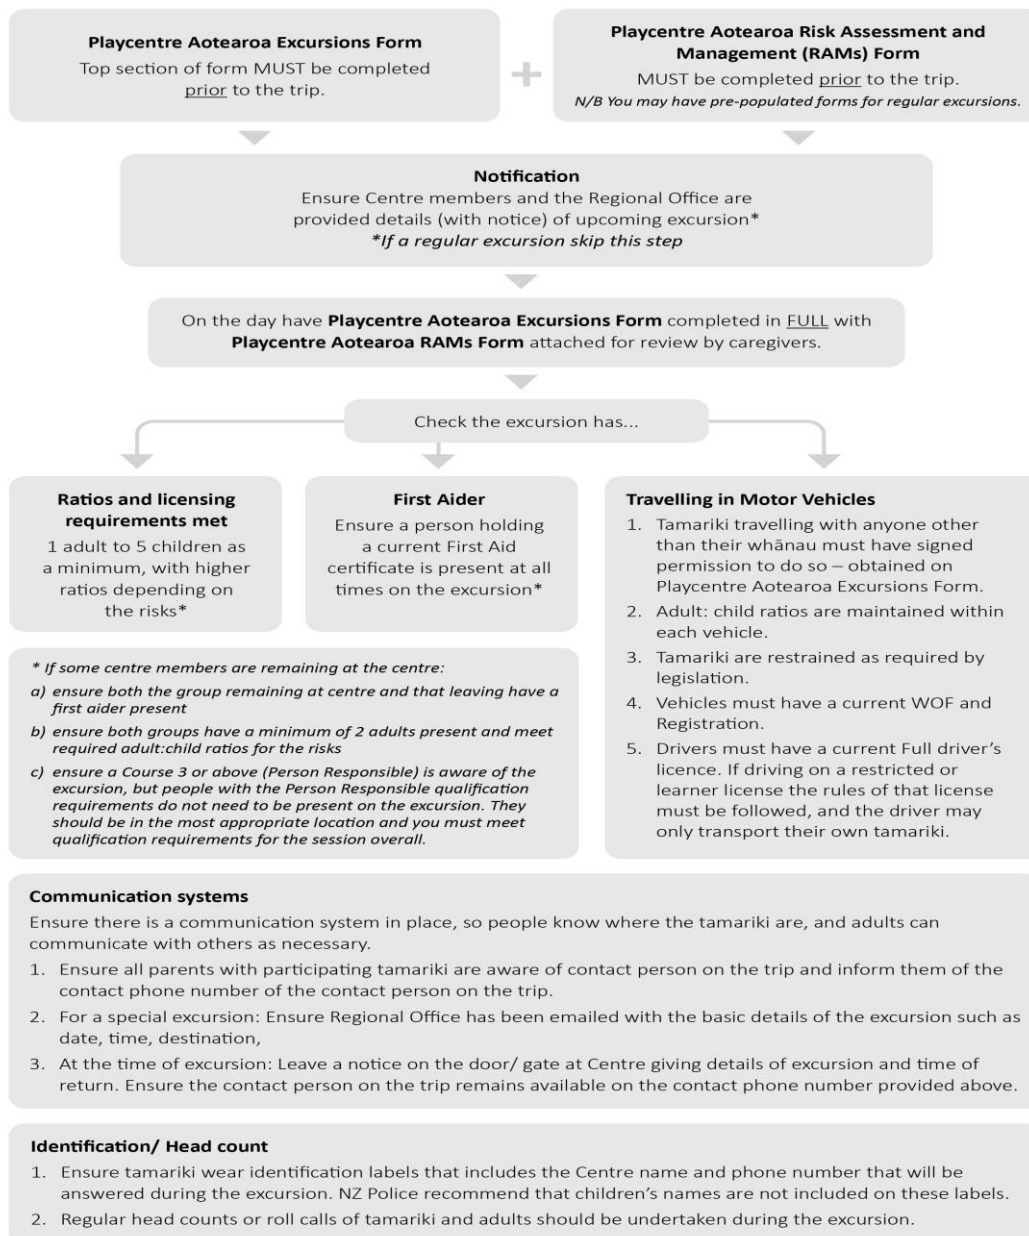 Playcentre Aotearoa Excursions Form
Top section of form MUST be completed
prior to the trip.
+
Playcentre Aotearoa Risk Assessment and
Management (RAMs) Form
MUST be completed prior to the trip.
N/B You may have pre-populated forms for regular excursions.
Notification
Ensure Centre members and the Regional Office are
provided details (with notice) of upcoming excursion*
*If a regular excursion skip this step
On the day have Playcentre Aotearoa Excursions Form completed in FULL with
Playcentre Aotearoa RAMs Form attached for review by caregivers.
Check the excursion has...
Ratios and licensing
requirements met
1 adult to 5 children as
a minimum, with higher
ratios depending on
the risks*
First Aider
Ensure a person holding
a current First Aid
certificate is present at all
times on the excursion*
Travelling in Motor Vehicles
1. Tamariki travelling with anyone other
than their whānau must have signed
permission to do so – obtained on
Playcentre Aotearoa Excursions Form.
2. Adult: child ratios are maintained within
each vehicle.
3. Tamariki are restrained as required by
legislation.
4. Vehicles must have a current WOF and
Registration.
5. Drivers must have a current Full driver's
licence. If driving on a restricted or
learner license the rules of that license
must be followed, and the driver may
only transport their own tamariki.
* If some centre members are remaining at the centre:
a) ensure both the group remaining at centre and that leaving have a
first aider present
b) ensure both groups have a minimum of 2 adults present and meet
required adult:child ratios for the risks
c) ensure a Course 3 or above (Person Responsible) is aware of the
excursion, but people with the Person Responsible qualification
requirements do not need to be present on the excursion. They
should be in the most appropriate location and you must meet
qualification requirements for the session overall.
Communication systems
Ensure there is a communication system in place, so people know where the tamariki are, and adults can
communicate with others as necessary.
1. Ensure all parents with participating tamariki are aware of contact person on the trip and inform them of the
contact phone number of the contact person on the trip.
2. For a special excursion: Ensure Regional Office has been emailed with the basic details of the excursion such as
date, time, destination,
3. At the time of excursion: Leave a notice on the door/ gate at Centre giving details of excursion and time of
return. Ensure the contact person on the trip remains available on the contact phone number provided above.
Identification/ Head count
1. Ensure tamariki wear identification labels that includes the Centre name and phone number that will be
answered during the excursion. NZ Police recommend that children's names are not included on these labels.
2. Regular head counts or roll calls of tamariki and adults should be undertaken during the excursion.